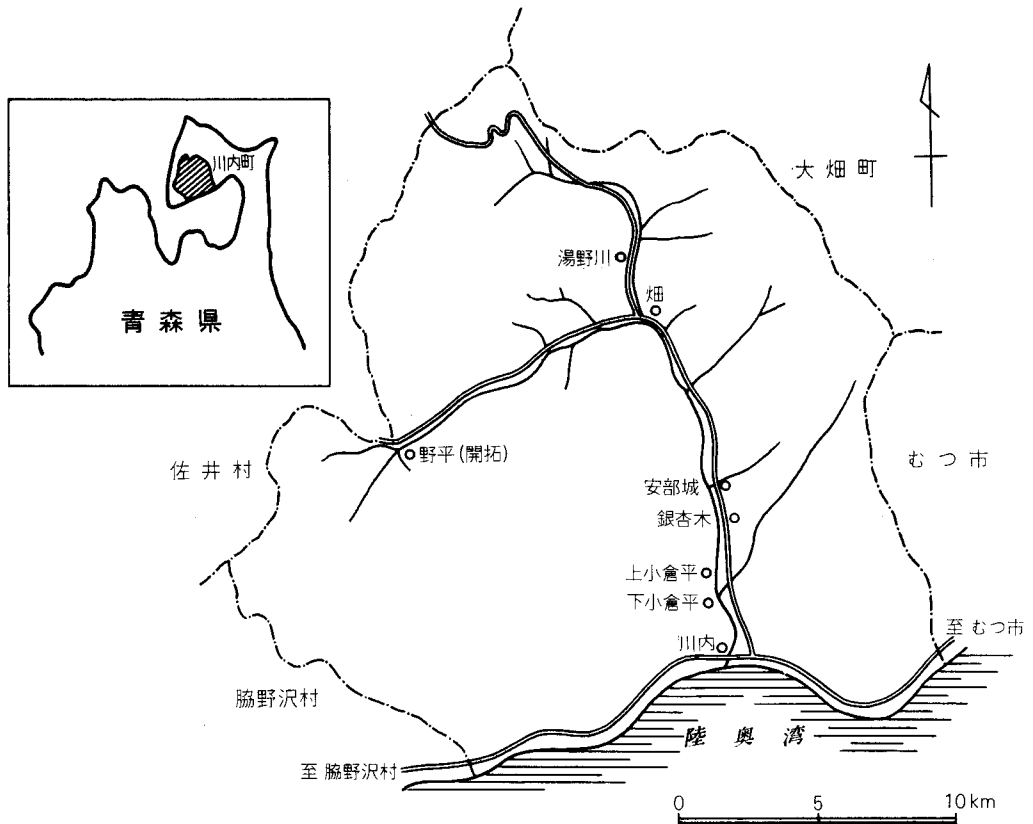 川内町
青森県
大畑町
湯野川
畑
佐井村
野平(開拓)
むつ市
安部城
銀杏木
上小倉平
下小倉平
川内
至 むつ市
脇野沢村
陸奥湾
至 脇野沢村
0 5 10km